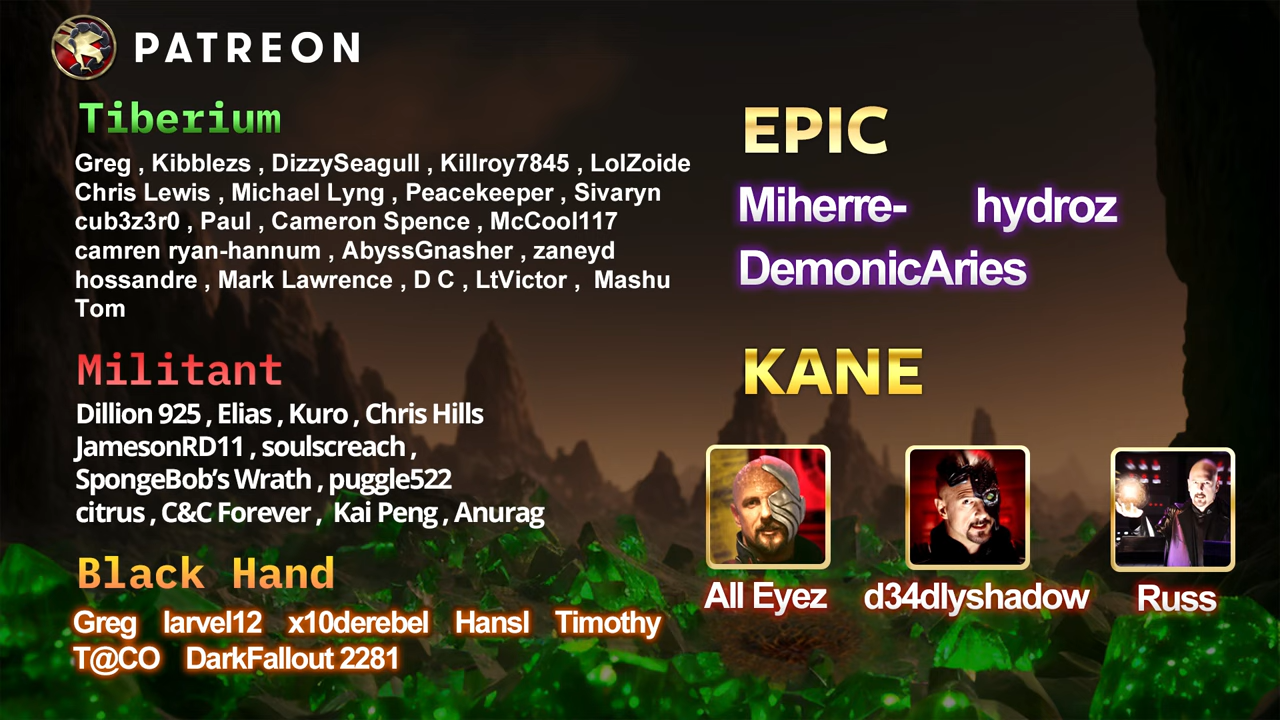 PATREON
Tiberium
Greg , Kibblezs , DizzySeagull , Killroy7845 , LolZoide
Chris Lewis , Michael Lyng , Peacekeeper , Sivaryn
cub3z3r0 , Paul , Cameron Spence , McCool117
camren ryan-hannum , AbyssGnasher , zaneyd
hossandre , Mark Lawrence , D C , LtVictor ,  Mashu
Tom
Militant
Dillion 925 , Elias , Kuro , Chris Hills
JamesonRD11 , soulscreach ,
SpongeBob’s Wrath , puggle522
citrus , C&C Forever ,  Kai Peng , Anurag
Black Hand
Greg larvel12 x10derebel Hansl Timothy
T@CO DarkFallout 2281
EPIC
Miherre- hydroz
DemonicAries
KANE
All Eyez d34dlyshadow Russ